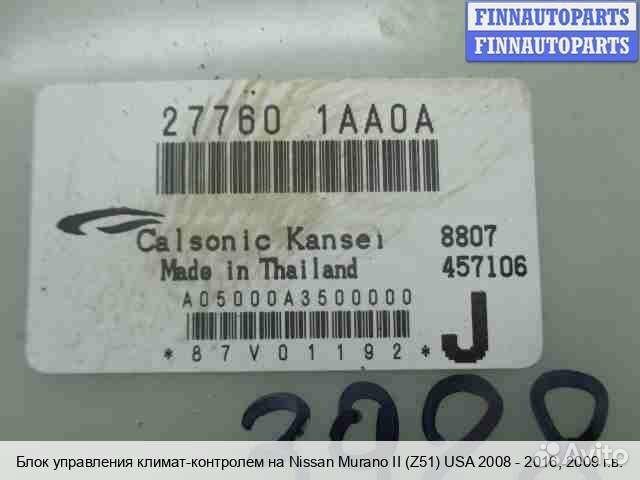 FINNAUTOPARTS
FINNAUTOPARTS
27760 1AA0A
Calsonic Kansei 8807
Made in Thailand 457106
A05000A3500000
*87V01192*
J
Блок управления климат-контролем на Nissan Murano II (Z51) USA 2008 - 2016, 2009 г.в.
Avito